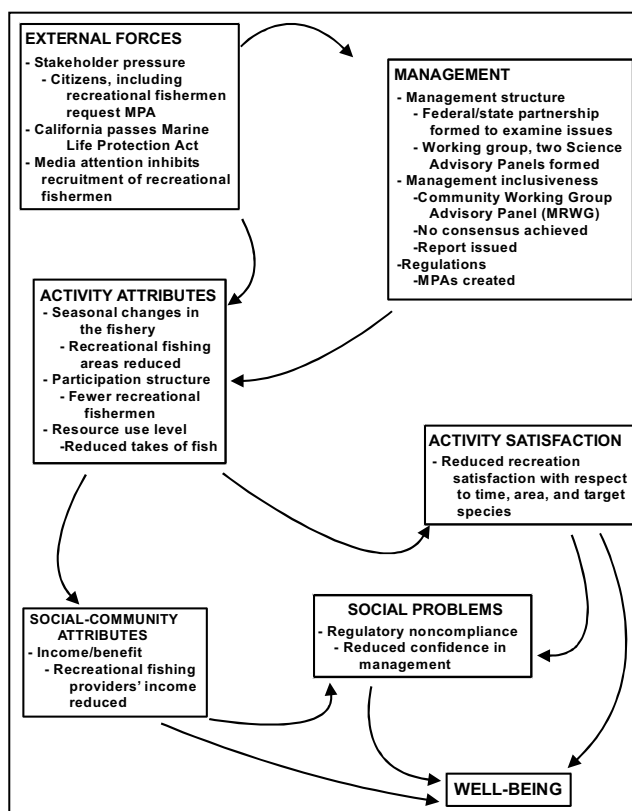 EXTERNAL FORCES
- Stakeholder pressure
- Citizens, including
recreational fishermen
request MPA
- California passes Marine
Life Protection Act
- Media attention inhibits
recruitment of recreational
fishermen
MANAGEMENT
- Management structure
- Federal/state partnership
formed to examine issues
- Working group, two Science
Advisory Panels formed
- Management inclusiveness
-Community Working Group
Advisory Panel (MRWG)
-No consensus achieved
-Report issued
-Regulations
-MPAs created
ACTIVITY ATTRIBUTES
- Seasonal changes in
the fishery
- Recreational fishing
areas reduced
- Participation structure
- Fewer recreational
fishermen
- Resource use level
-Reduced takes of fish
ACTIVITY SATISFACTION
- Reduced recreation
satisfaction with respect
to time, area, and target
species
SOCIAL-COMMUNITY
ATTRIBUTES
- Income/benefit
- Recreational fishing
providers’ income
reduced
SOCIAL PROBLEMS
- Regulatory noncompliance
- Reduced confidence in
management
WELL-BEING